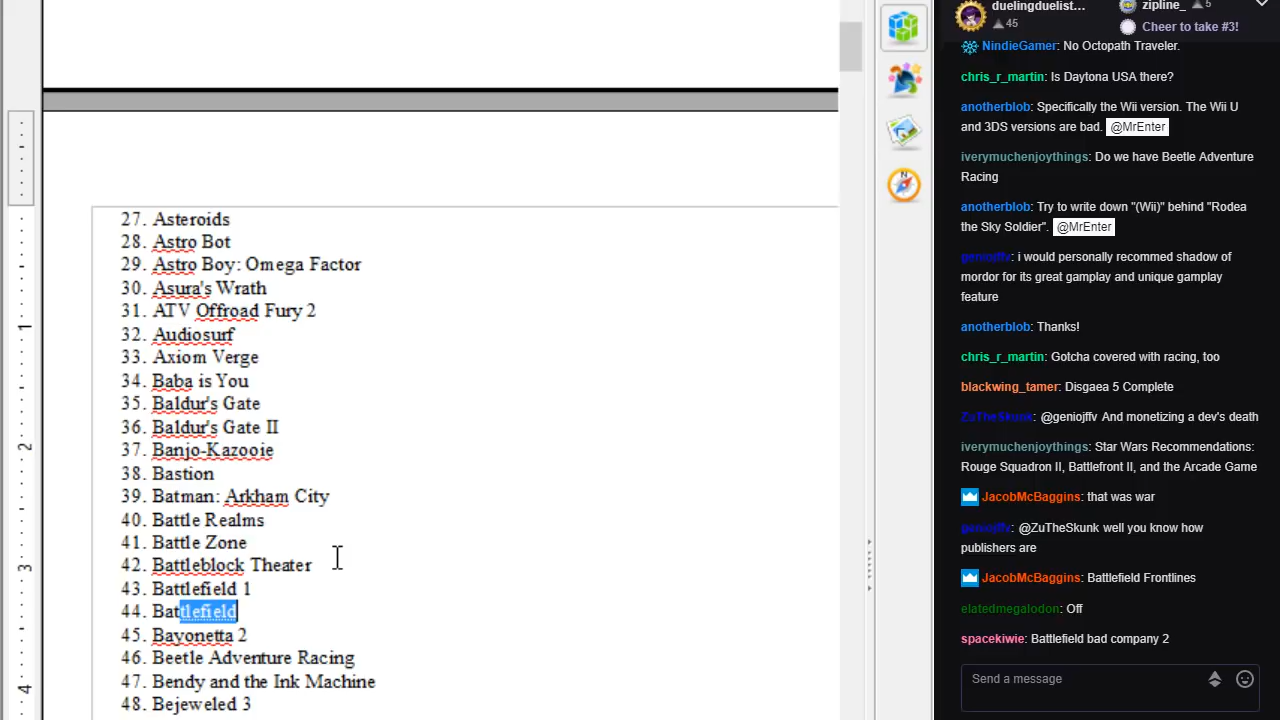 27. Asteroids
28. Astro Bot
29. Astro Boy: Omega Factor
30. Asura's Wrath
31. ATV Offroad Fury 2
32. Audiosurf
33. Axiom Verge
34. Baba is You
35. Baldur's Gate
36. Baldur's Gate II
37. Banjo-Kazooie
38. Bastion
39. Batman: Arkham City
40. Battle Realms
41. Battle Zone
42. Battleblock Theater
43. Battlefield 1
44. Battlefield
45. Bayonetta 2
46. Beetle Adventure Racing
47. Bendy and the Ink Machine
48. Bejeweled 3
1
2
3
4
N
duelingduelist...
45
zipline_ 5
Cheer to take #3!
NindieGamer: No Octopath Traveler.
chris_r_martin: Is Daytona USA there?
anotherblob: Specifically the Wii version. The Wii U
and 3DS versions are bad. @MrEnter
iverymuchenjoythings: Do we have Beetle Adventure
Racing
anotherblob: Try to write down "(Wii)" behind "Rodea
the Sky Soldier". @MrEnter
geniojffv: i would personally recommed shadow of
mordor for its great gamplay and unique gamplay
feature
anotherblob: Thanks!
chris_r_martin: Gotcha covered with racing, too
blackwing_tamer: Disgaea 5 Complete
ZuTheSkunk: @geniojffv And monetizing a dev's death
iverymuchenjoythings: Star Wars Recommendations:
Rouge Squadron II, Battlefront II, and the Arcade Game
JacobMcBaggins: that was war
geniojffv: @ZuTheSkunk well you know how
publishers are
JacobMcBaggins: Battlefield Frontlines
elatedmegalodon: Off
spacekiwie: Battlefield bad company 2
Send a message